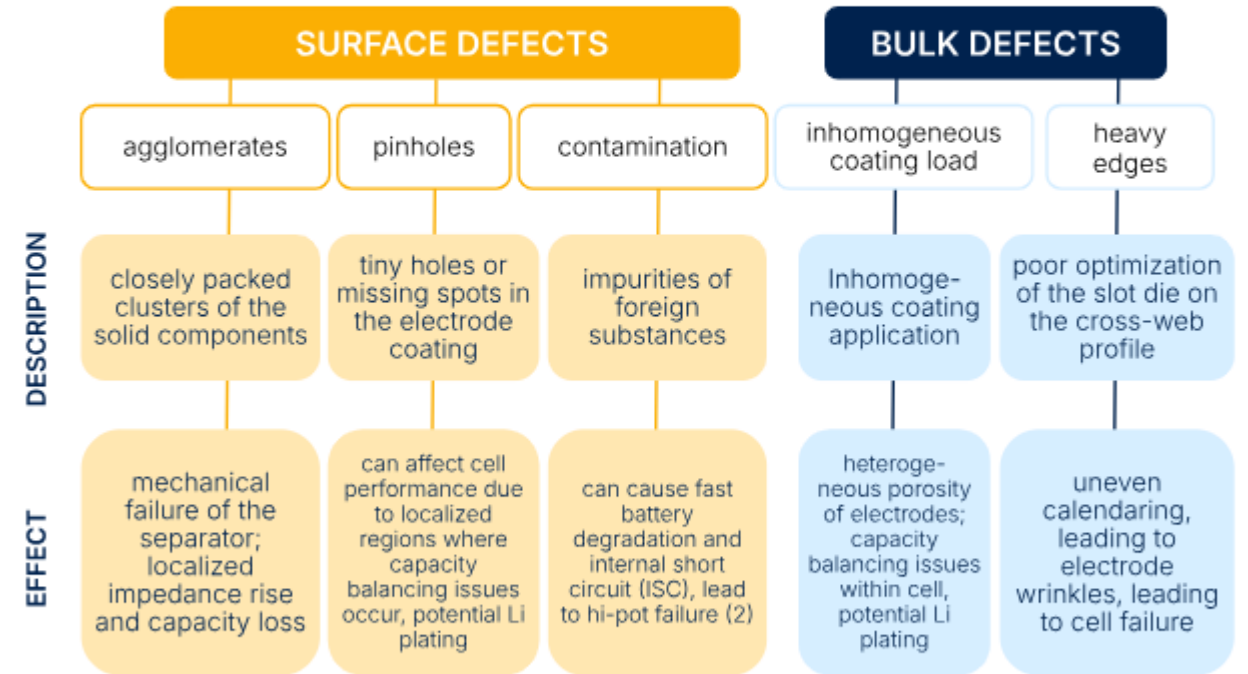 SURFACE DEFECTS
BULK DEFECTS
agglomerates
pinholes
contamination
inhomogeneous
coating load
heavy
edges
DESCRIPTION
closely packed
clusters of the
solid components
tiny holes or
missing spots in
the electrode
coating
impurities of
foreign
substances
Inhomoge-
neous coating
application
poor optimization
of the slot die on
the cross-web
profile
EFFECT
mechanical
failure of the
separator;
localized
impedance rise
and capacity loss
can affect cell
performance due
to localized
regions where
capacity
balancing issues
occur, potential Li
plating
can cause fast
battery
degradation and
internal short
circuit (ISC), lead
to hi-pot failure (2)
heteroge-
neous porosity
of electrodes;
capacity
balancing issues
within cell,
potential Li
plating
uneven
calendaring,
leading to
electrode
wrinkles, leading
to cell failure